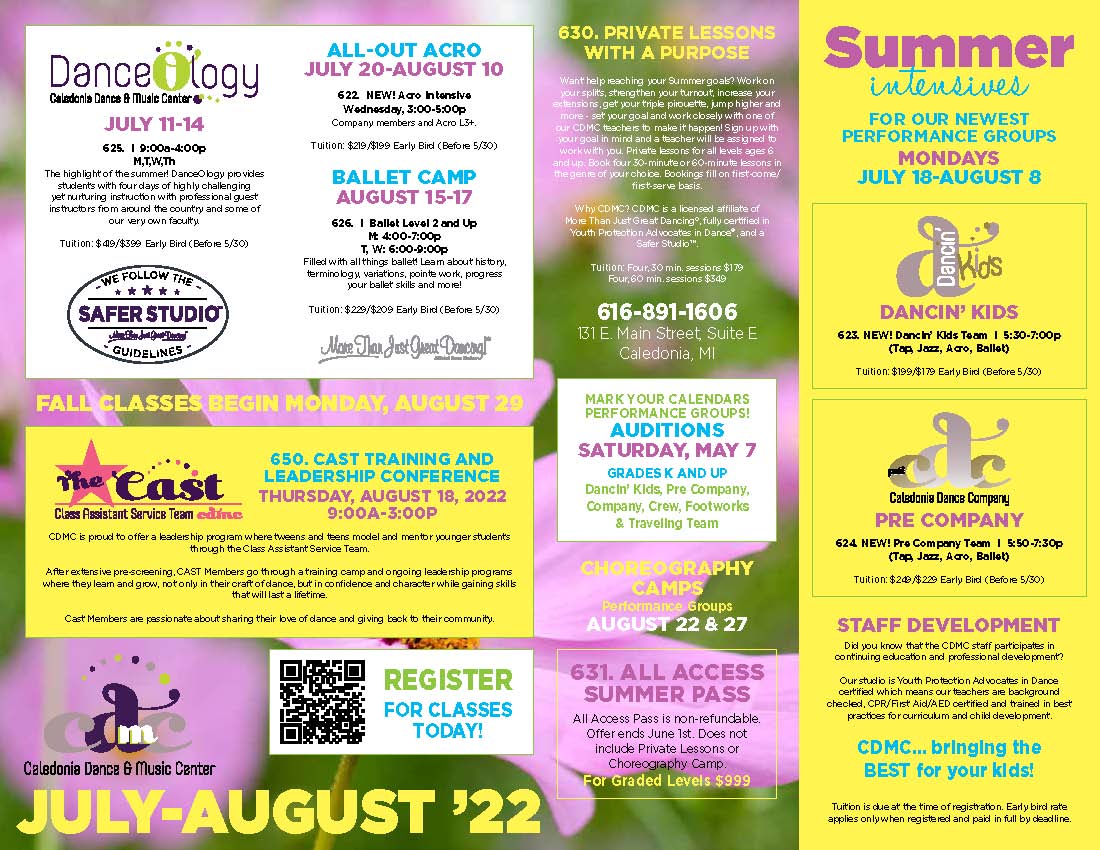 DanceOlogy
Caledonia Dance & Music Center
JULY 11-14
625. | 9:00a-4:00p
M,T,W,Th
The highlight of the summer! DanceOlogy provides
students with four days of highly challenging
yet nurturing instruction with professional guest
instructors from around the country and some of
our very own faculty.
Tuition: $419/$399 Early Bird (Before 5/30)
WE FOLLOW THE
SAFER STUDIO™
More Than Just Great Dancing!
GUIDELINES
ALL-OUT ACRO
JULY 20-AUGUST 10
622. NEW! Acro Intensive
Wednesday, 3:00-5:00p
Company members and Acro L3+.
Tuition: $219/$199 Early Bird (Before 5/30)
BALLET CAMP
AUGUST 15-17
626. | Ballet Level 2 and Up
M: 4:00-7:00p
T, W: 6:00-9:00p
Filled with all things ballet! Learn about history,
terminology, variations, pointe work, progress
your ballet skills and more!
Tuition: $229/$209 Early Bird (Before 5/30)
More Than Just Great Dancing!
FALL CLASSES BEGIN MONDAY, AUGUST 29
The Cast
Class Assistant Service Team cdmc
650. CAST TRAINING AND
LEADERSHIP CONFERENCE
THURSDAY, AUGUST 18, 2022
9:00A-3:00P
CDMC is proud to offer a leadership program where tweens and teens model and mentor younger students
through the Class Assistant Service Team.
After extensive pre-screening, CAST Members go through a training camp and ongoing leadership programs
where they learn and grow, not only in their craft of dance, but in confidence and character while gaining skills
that will last a lifetime.
Cast Members are passionate about sharing their love of dance and giving back to their community.
cdmc
Caledonia Dance & Music Center
REGISTER
FOR CLASSES
TODAY!
JULY-AUGUST ’22
630. PRIVATE LESSONS
WITH A PURPOSE
Want help reaching your Summer goals? Work on
your splits, strengthen your turnout, increase your
extensions, get your triple pirouette, jump higher and
more - set your goal and work closely with one of
our CDMC teachers to make it happen! Sign up with
your goal in mind and a teacher will be assigned to
work with you. Private lessons for all levels ages 6
and up. Book four 30-minute or 60-minute lessons in
the genre of your choice. Bookings fill on first-come/
first-serve basis.
Why CDMC? CDMC is a licensed affiliate of
More Than Just Great Dancing®, fully certified in
Youth Protection Advocates in Dance®, and a
Safer Studio™.
Tuition: Four, 30 min. sessions $179
Four, 60 min. sessions $349
616-891-1606
131 E. Main Street, Suite E
Caledonia, MI
MARK YOUR CALENDARS
PERFORMANCE GROUPS!
AUDITIONS
SATURDAY, MAY 7
GRADES K AND UP
Dancin’ Kids, Pre Company,
Company, Crew, Footworks
& Traveling Team
CHOREOGRAPHY
CAMPS
Performance Groups
AUGUST 22 & 27
631. ALL ACCESS
SUMMER PASS
All Access Pass is non-refundable.
Offer ends June 1st. Does not
include Private Lessons or
Choreography Camp.
For Graded Levels $999
Summer
intensives
FOR OUR NEWEST
PERFORMANCE GROUPS
MONDAYS
JULY 18-AUGUST 8
Dancin’ Kids
DANCIN’ KIDS
623. NEW! Dancin’ Kids Team | 5:30-7:00p
(Tap, Jazz, Acro, Ballet)
Tuition: $199/$179 Early Bird (Before 5/30)
cdc
Caledonia Dance Company
PRE COMPANY
624. NEW! Pre Company Team | 5:50-7:30p
(Tap, Jazz, Acro, Ballet)
Tuition: $249/$229 Early Bird (Before 5/30)
STAFF DEVELOPMENT
Did you know that the CDMC staff participates in
continuing education and professional development?
Our studio is Youth Protection Advocates in Dance
certified which means our teachers are background
checked, CPR/First Aid/AED certified and trained in best
practices for curriculum and child development.
CDMC... bringing the
BEST for your kids!
Tuition is due at the time of registration. Early bird rate
applies only when registered and paid in full by deadline.